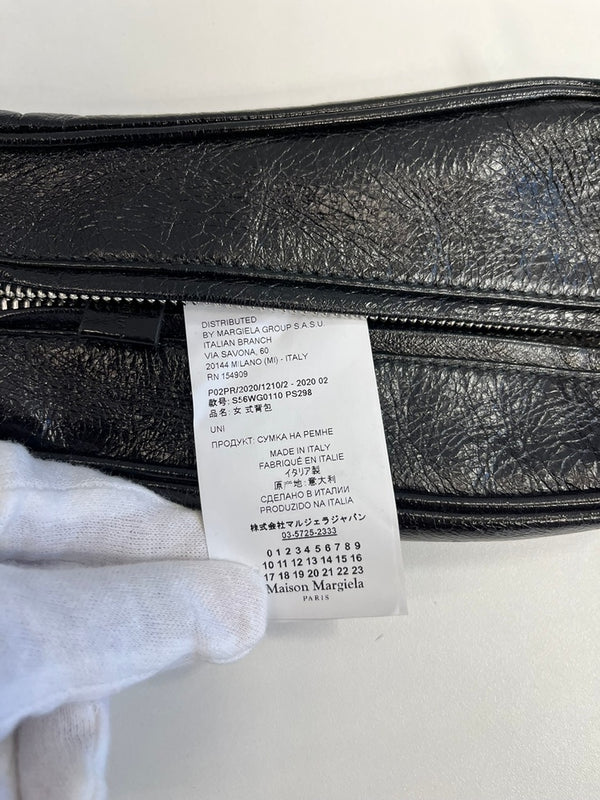 DISTRIBUTED
BY MARGIELA GROUP S.A.S.U.
ITALIAN BRANCH
VIA SAVONA, 60
20144 MILANO (MI) - ITALY
RN 154909
P02PR/2020/1210/2 - 2020 02
款号: S56WG0110 PS298
品名: 女 式背包
UNI
ПРОДУКТ: СУМКА НА РЕМНЕ
MADE IN ITALY
FABRIQUÉ EN ITALIE
イタリア製
原产地: 意大利
СДЕЛАНО В ИТАЛИИ
PRODUZIDO NA ITALIA
株式会社マルジェラジャパン
03-5725-2333
0 1 2 3 4 5 6 7 8 9
10 11 12 13 14 15 16
17 18 19 20 21 22 23
Maison Margiela
PARIS